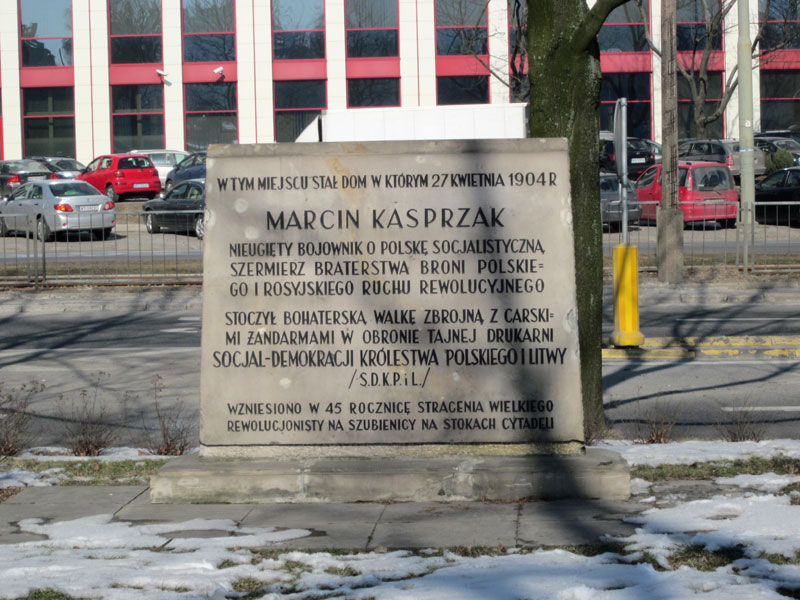 W TYM MIEJSCU STAŁ DOM W KTÓRYM 27 KWIETNIA 1904 R
MARCIN KASPRZAK
NIEUGIĘTY BOJOWNIK O POLSKĘ SOCJALISTYCZNĄ,
SZERMIERZ BRATERSTWA BRONI POLSKIE=
GO I ROSYJSKIEGO RUCHU REWOLUCYJNEGO
STOCZYŁ BOHATERSKĄ WALKĘ ZBROJNĄ Z CARSKI=
MI ŻANDARMAMI W OBRONIE TAJNEJ DRUKARNI
SOCJAL-DEMOKRACJI KRÓLESTWA POLSKIEGO I LITWY
/S.D.K.P. i L./
WZNIESIONO W 45 ROCZNICĘ STRACENIA WIELKIEGO
REWOLUCJONISTY NA SZUBIENICY NA STOKACH CYTADELI